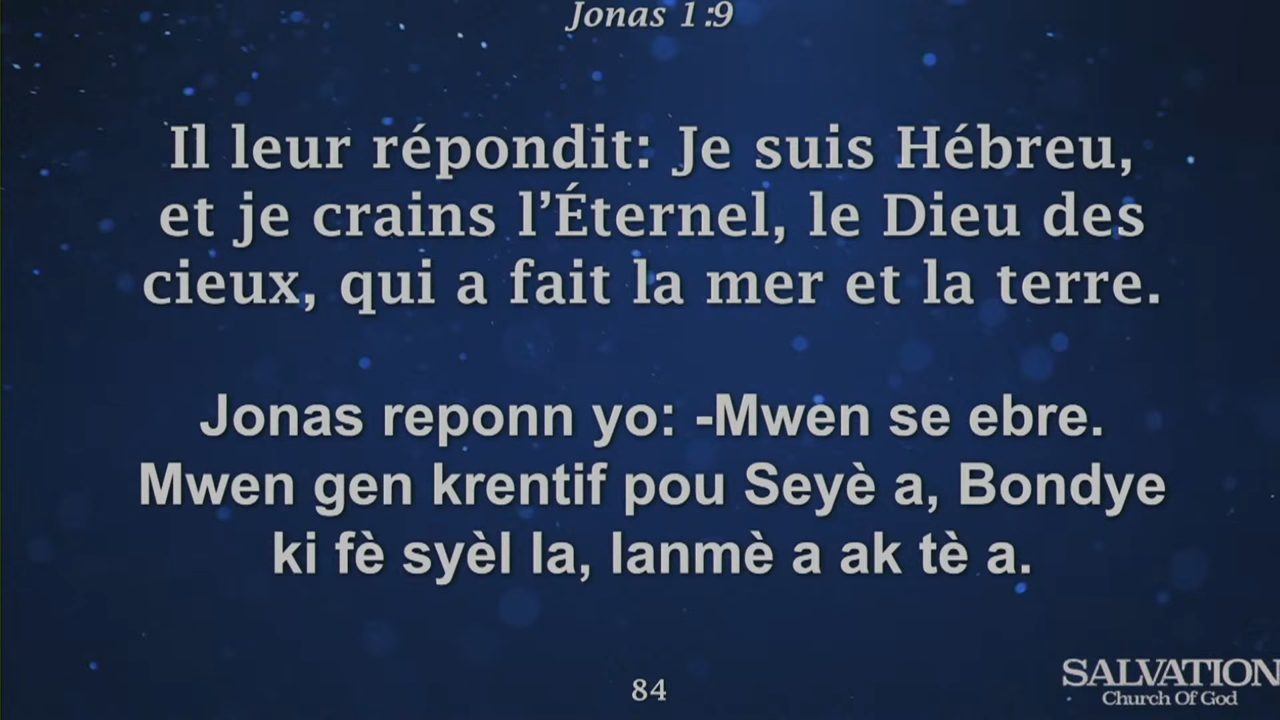 Jonas 1:9
Il leur répondit: Je suis Hébreu,
et je crains l’Éternel, le Dieu des
cieux, qui a fait la mer et la terre.
Jonas reponn yo: -Mwen se ebre.
Mwen gen krentif pou Seyè a, Bondye
ki fè syèl la, lanmè a ak tè a.
84
SALVATION
Church Of God